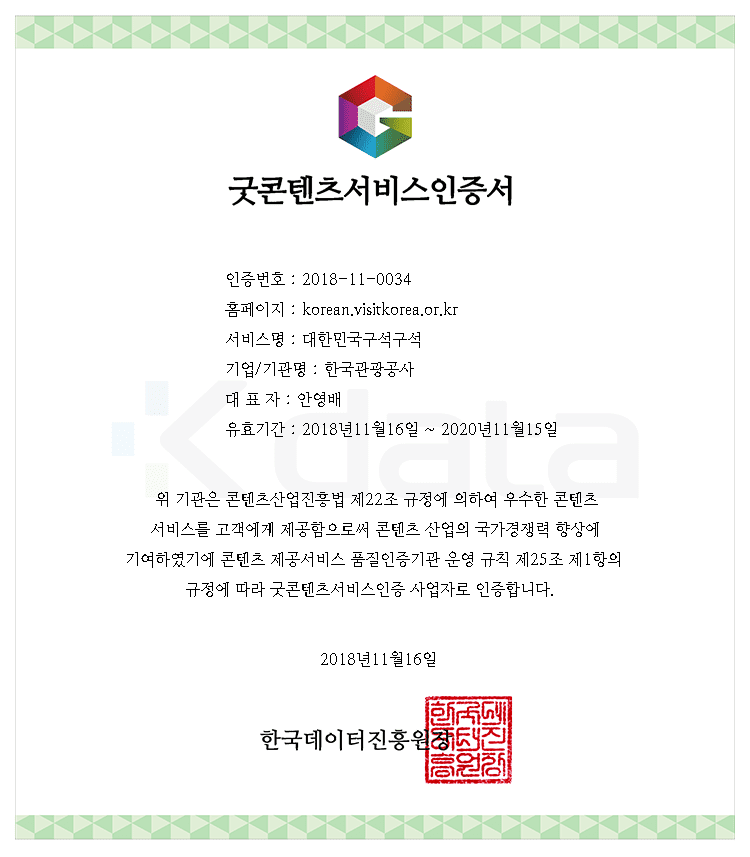 굿콘텐츠서비스인증서
인증번호 : 2018-11-0034
홈페이지 : korean.visitkorea.or.kr
서비스명 : 대한민국구석구석
기업/기관명 : 한국관광공사
대 표 자 : 안영배
유효기간 : 2018년11월16일 ~ 2020년11월15일
Kdata
위 기관은 콘텐츠산업진흥법 제22조 규정에 의하여 우수한 콘텐츠
서비스를 고객에게 제공함으로써 콘텐츠 산업의 국가경쟁력 향상에
기여하였기에 콘텐츠 제공서비스 품질인증기관 운영 규칙 제25조 제1항의
규정에 따라 굿콘텐츠서비스인증 사업자로 인증합니다.
2018년11월16일
한국데이터진흥원장